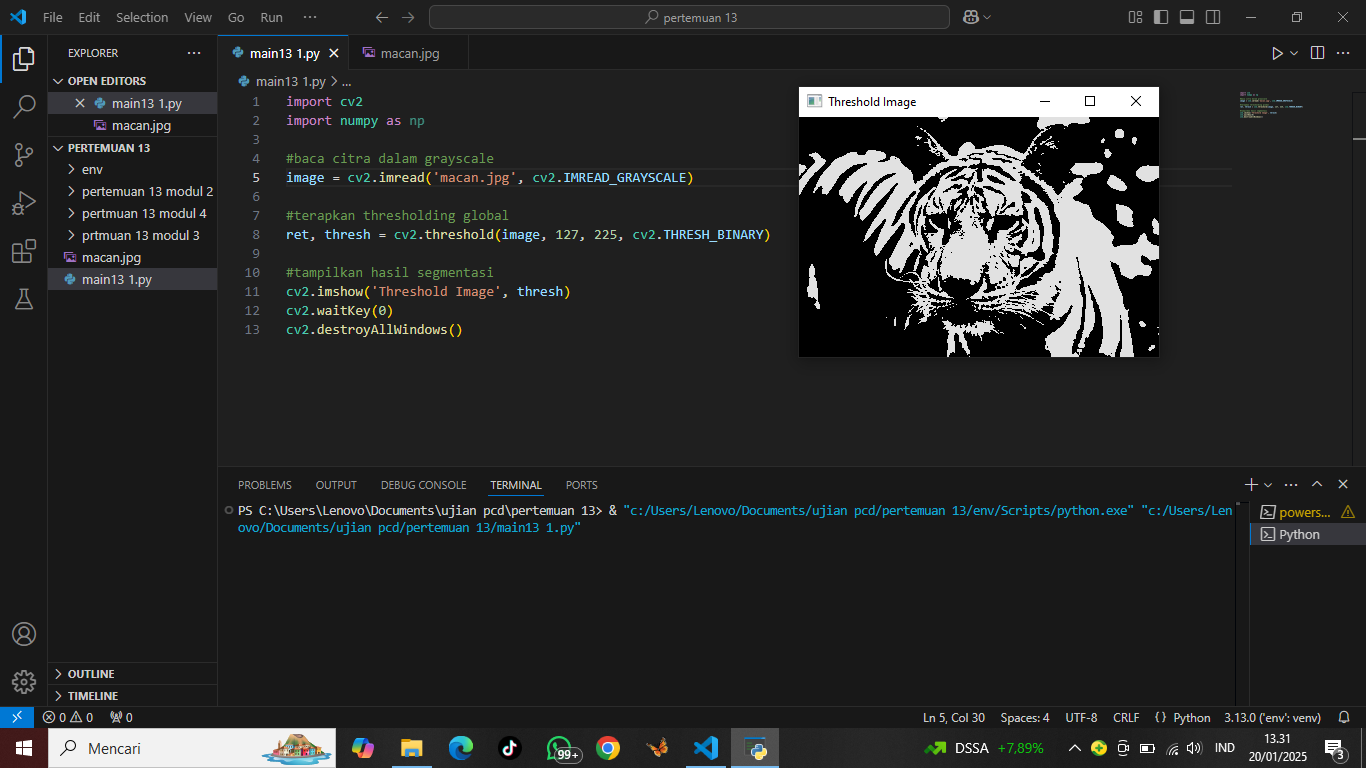 File Edit Selection View Go Run ···
pertemuan 13
EXPLORER ···
OPEN EDITORS
main13 1.py
macan.jpg
PERTEMUAN 13
env
pertemuan 13 modul 2
pertmuan 13 modul 4
prtmuan 13 modul 3
macan.jpg
main13 1.py
OUTLINE
TIMELINE
main13 1.py
macan.jpg
main13 1.py > ...
1 import cv2
2 import numpy as np
3
4 #baca citra dalam grayscale
5 image = cv2.imread('macan.jpg', cv2.IMREAD_GRAYSCALE)
6
7 #terapkan thresholding global
8 ret, thresh = cv2.threshold(image, 127, 225, cv2.THRESH_BINARY)
9
10 #tampilkan hasil segmentasi
11 cv2.imshow('Threshold Image', thresh)
12 cv2.waitKey(0)
13 cv2.destroyAllWindows()
Threshold Image
PROBLEMS OUTPUT DEBUG CONSOLE TERMINAL PORTS
PS C:\Users\Lenovo\Documents\ujian pcd\pertemuan 13> & "c:/Users/Lenovo/Documents/ujian pcd/pertemuan 13/env/Scripts/python.exe" "c:/Users/Len
ovo/Documents/ujian pcd/pertemuan 13/main13 1.py"
powers...
Python
0 0 0
Ln 5, Col 30 Spaces: 4 UTF-8 CRLF {} Python 3.13.0 ('env': venv)
Mencari
99+
DSSA +7,89%
IND
13.31
20/01/2025
3